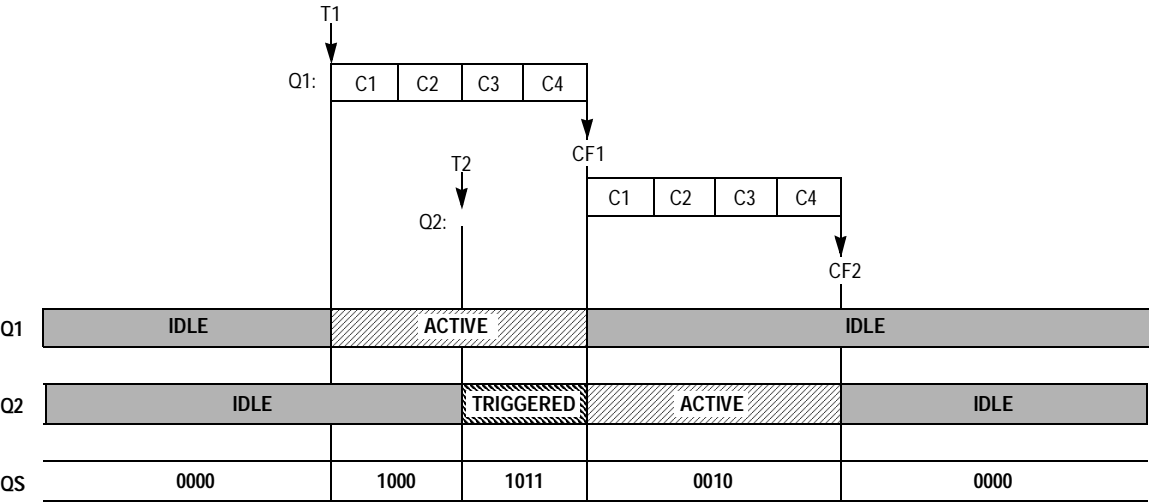 T1
Q1: C1 C2 C3 C4
CF1
T2
C1 C2 C3 C4
Q2:
CF2
Q1 IDLE ACTIVE IDLE
Q2 IDLE TRIGGERED ACTIVE IDLE
QS 0000 1000 1011 0010 0000